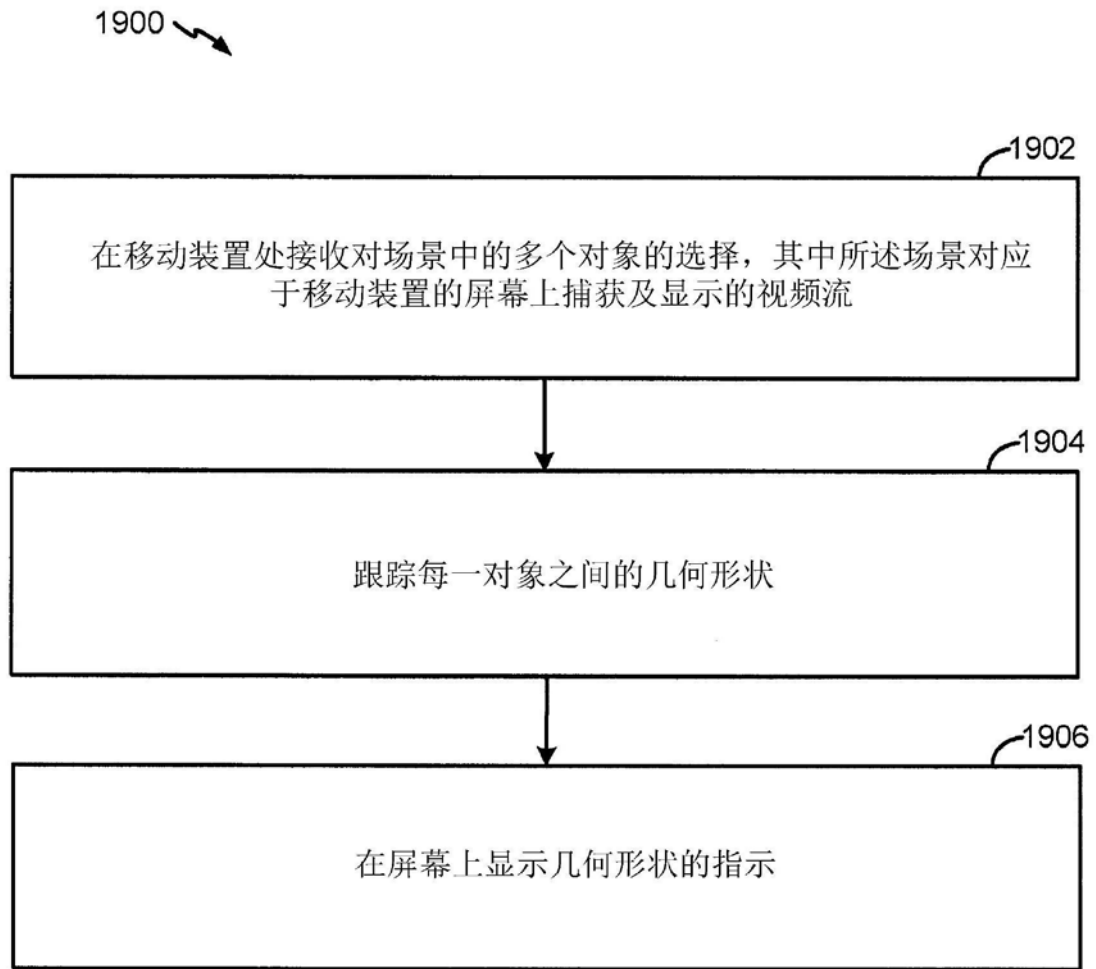 1900
1902
在移动装置处接收对场景中的多个对象的选择，其中所述场景对应
于移动装置的屏幕上捕获及显示的视频流
1904
跟踪每一对象之间的几何形状
1906
在屏幕上显示几何形状的指示